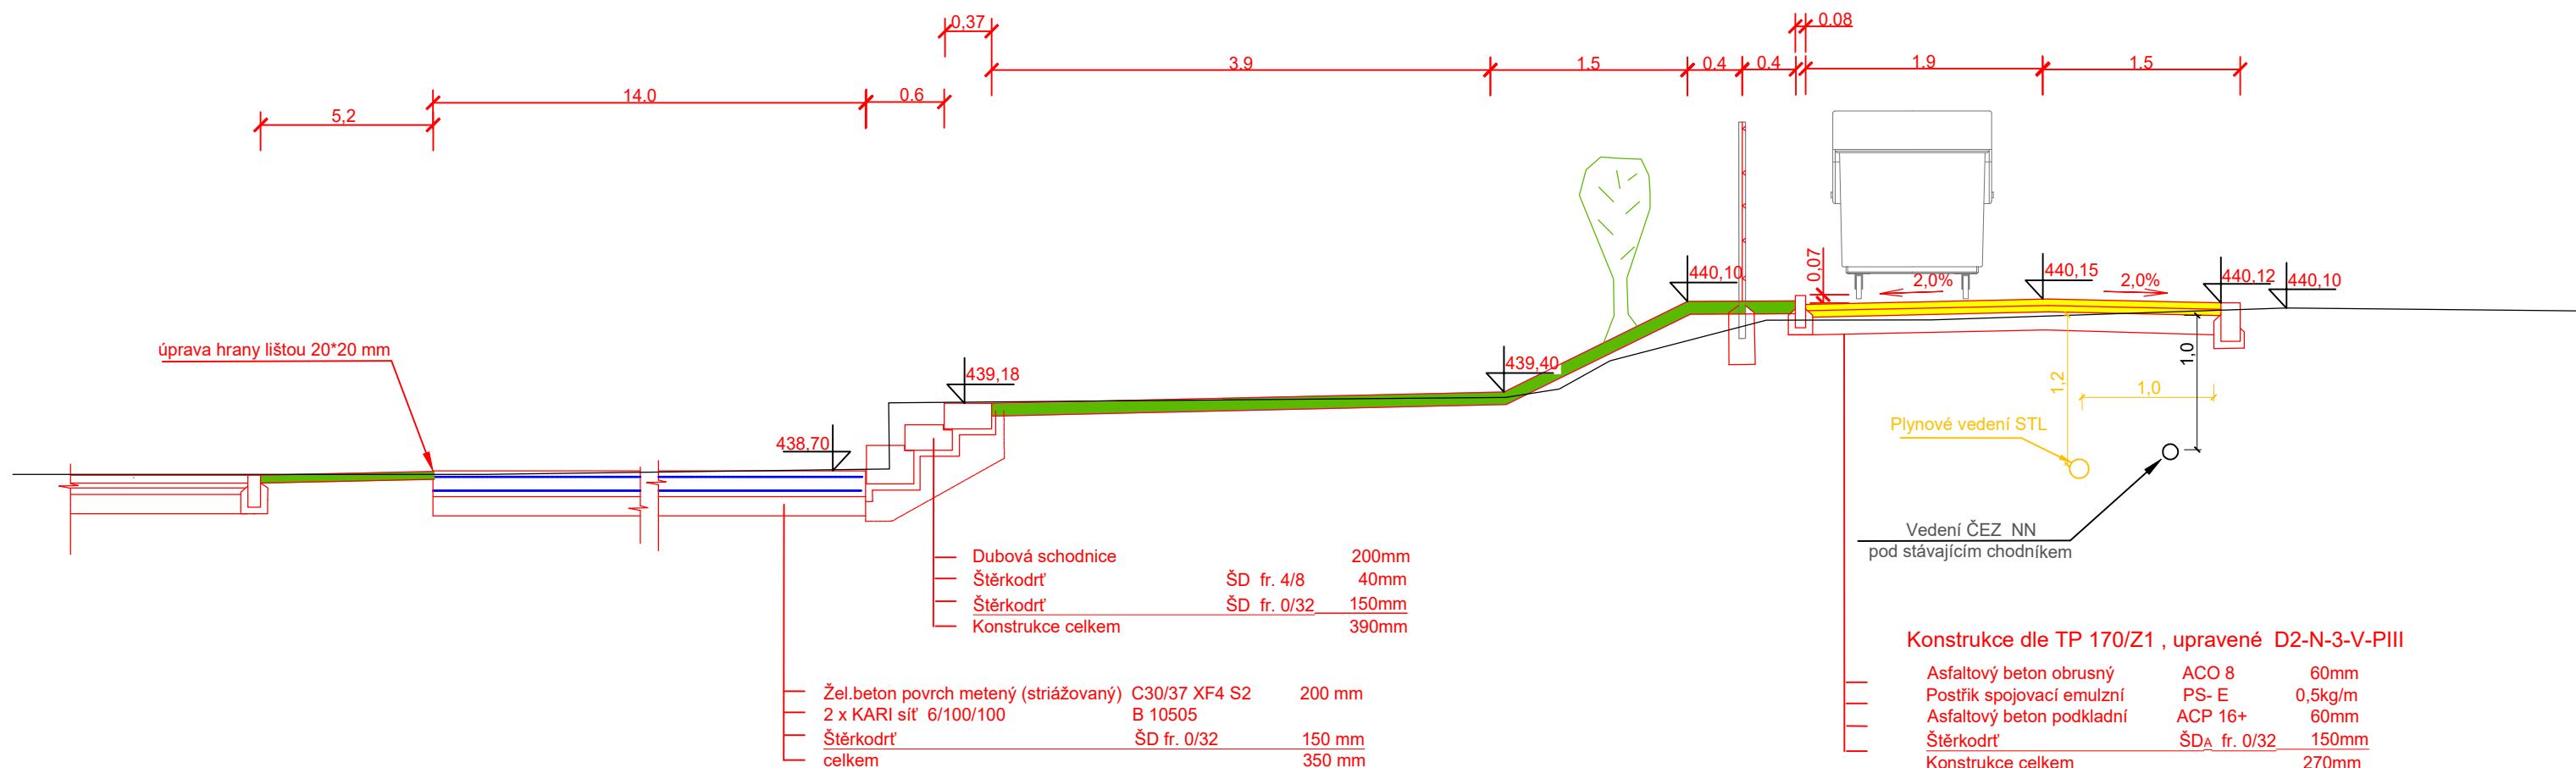 0,37
0.08
3.9
1.5
0.4
0.4
1.9
1.5
14.0
0.6
5,2
0,07
440,10
2,0%
440,15
2,0%
440,12
440,10
úprava hrany lištou 20*20 mm
439,18
439,40
438,70
1,2
1,0
1,0
Plynové vedení STL
Vedení ČEZ NN
pod stávajícím chodníkem
Dubová schodnice 200mm
Štěrkodrť ŠD fr. 4/8 40mm
Štěrkodrť ŠD fr. 0/32 150mm
Konstrukce celkem 390mm
Žel.beton povrch metený (striážovaný) C30/37 XF4 S2 200 mm
2 x KARI síť 6/100/100 B 10505
Štěrkodrť ŠD fr. 0/32 150 mm
celkem 350 mm
Konstrukce dle TP 170/Z1 , upravené D2-N-3-V-PIII
Asfaltový beton obrusný ACO 8 60mm
Postřik spojovací emulzní PS- E 0,5kg/m
Asfaltový beton podkladní ACP 16+ 60mm
Štěrkodrť ŠDA fr. 0/32 150mm
Konstrukce celkem 270mm